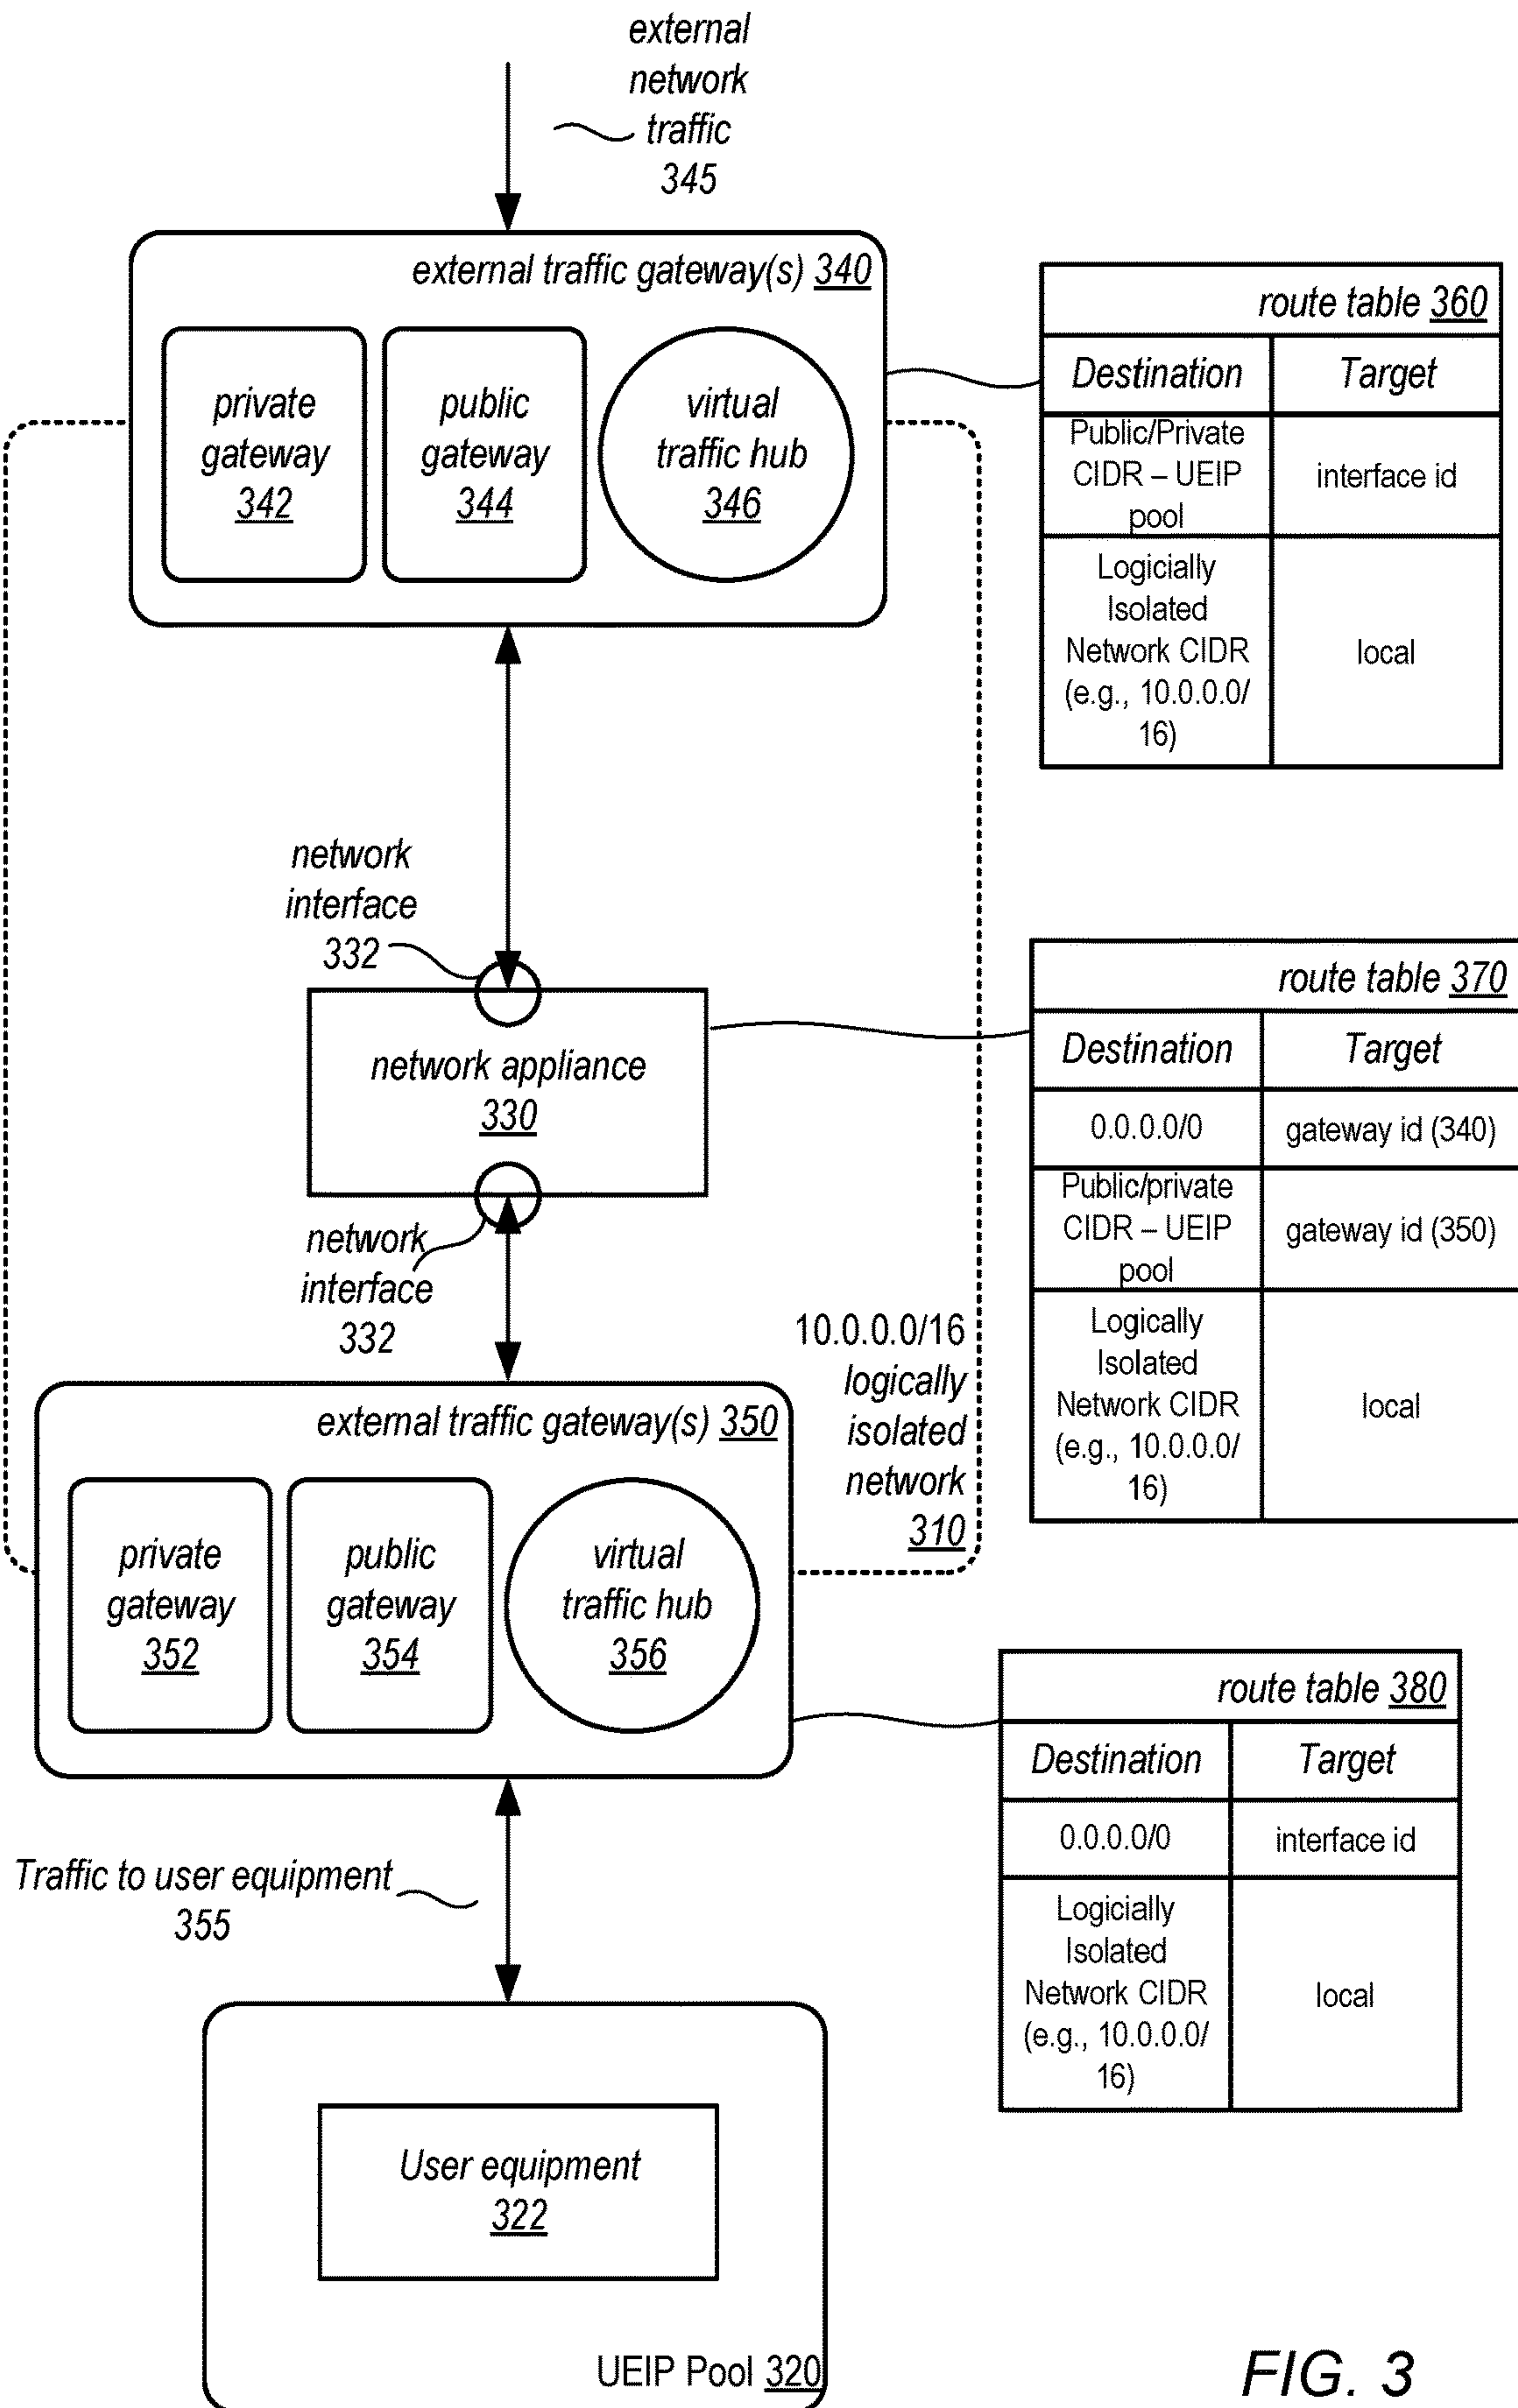 external
network
traffic
345
external traffic gateway(s) 340
private
gateway
342
public
gateway
344
virtual
traffic hub
346
route table 360
Destination
Target
Public/Private
CIDR – UEIP
pool
interface id
Logicially
Isolated
Network CIDR
(e.g., 10.0.0.0/
16)
local
network
interface
332
network appliance
330
network
interface
332
route table 370
Destination
Target
0.0.0.0/0
gateway id (340)
Public/private
CIDR – UEIP
pool
gateway id (350)
Logically
Isolated
Network CIDR
(e.g., 10.0.0.0/
16)
local
10.0.0.0/16
logically
isolated
network
310
external traffic gateway(s) 350
private
gateway
352
public
gateway
354
virtual
traffic hub
356
route table 380
Destination
Target
0.0.0.0/0
interface id
Logicially
Isolated
Network CIDR
(e.g., 10.0.0.0/
16)
local
Traffic to user equipment
355
User equipment
322
UEIP Pool 320
FIG. 3